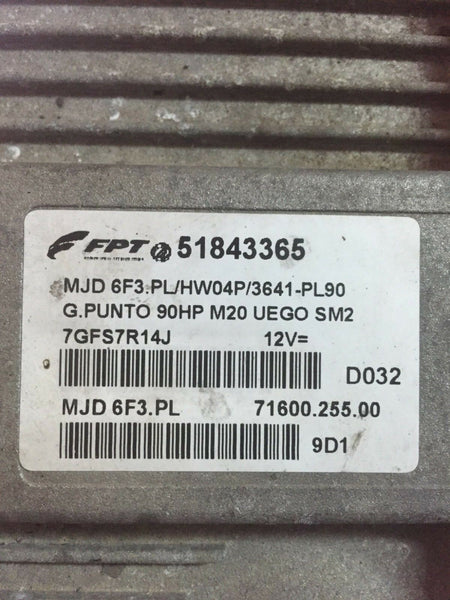 FPT 51843365
MJD 6F3.PL/HW04P/3641-PL90
G.PUNTO 90HP M20 UEGO SM2
7GFS7R14J 12V=
D032
MJD 6F3.PL 71600.255.00
9D1